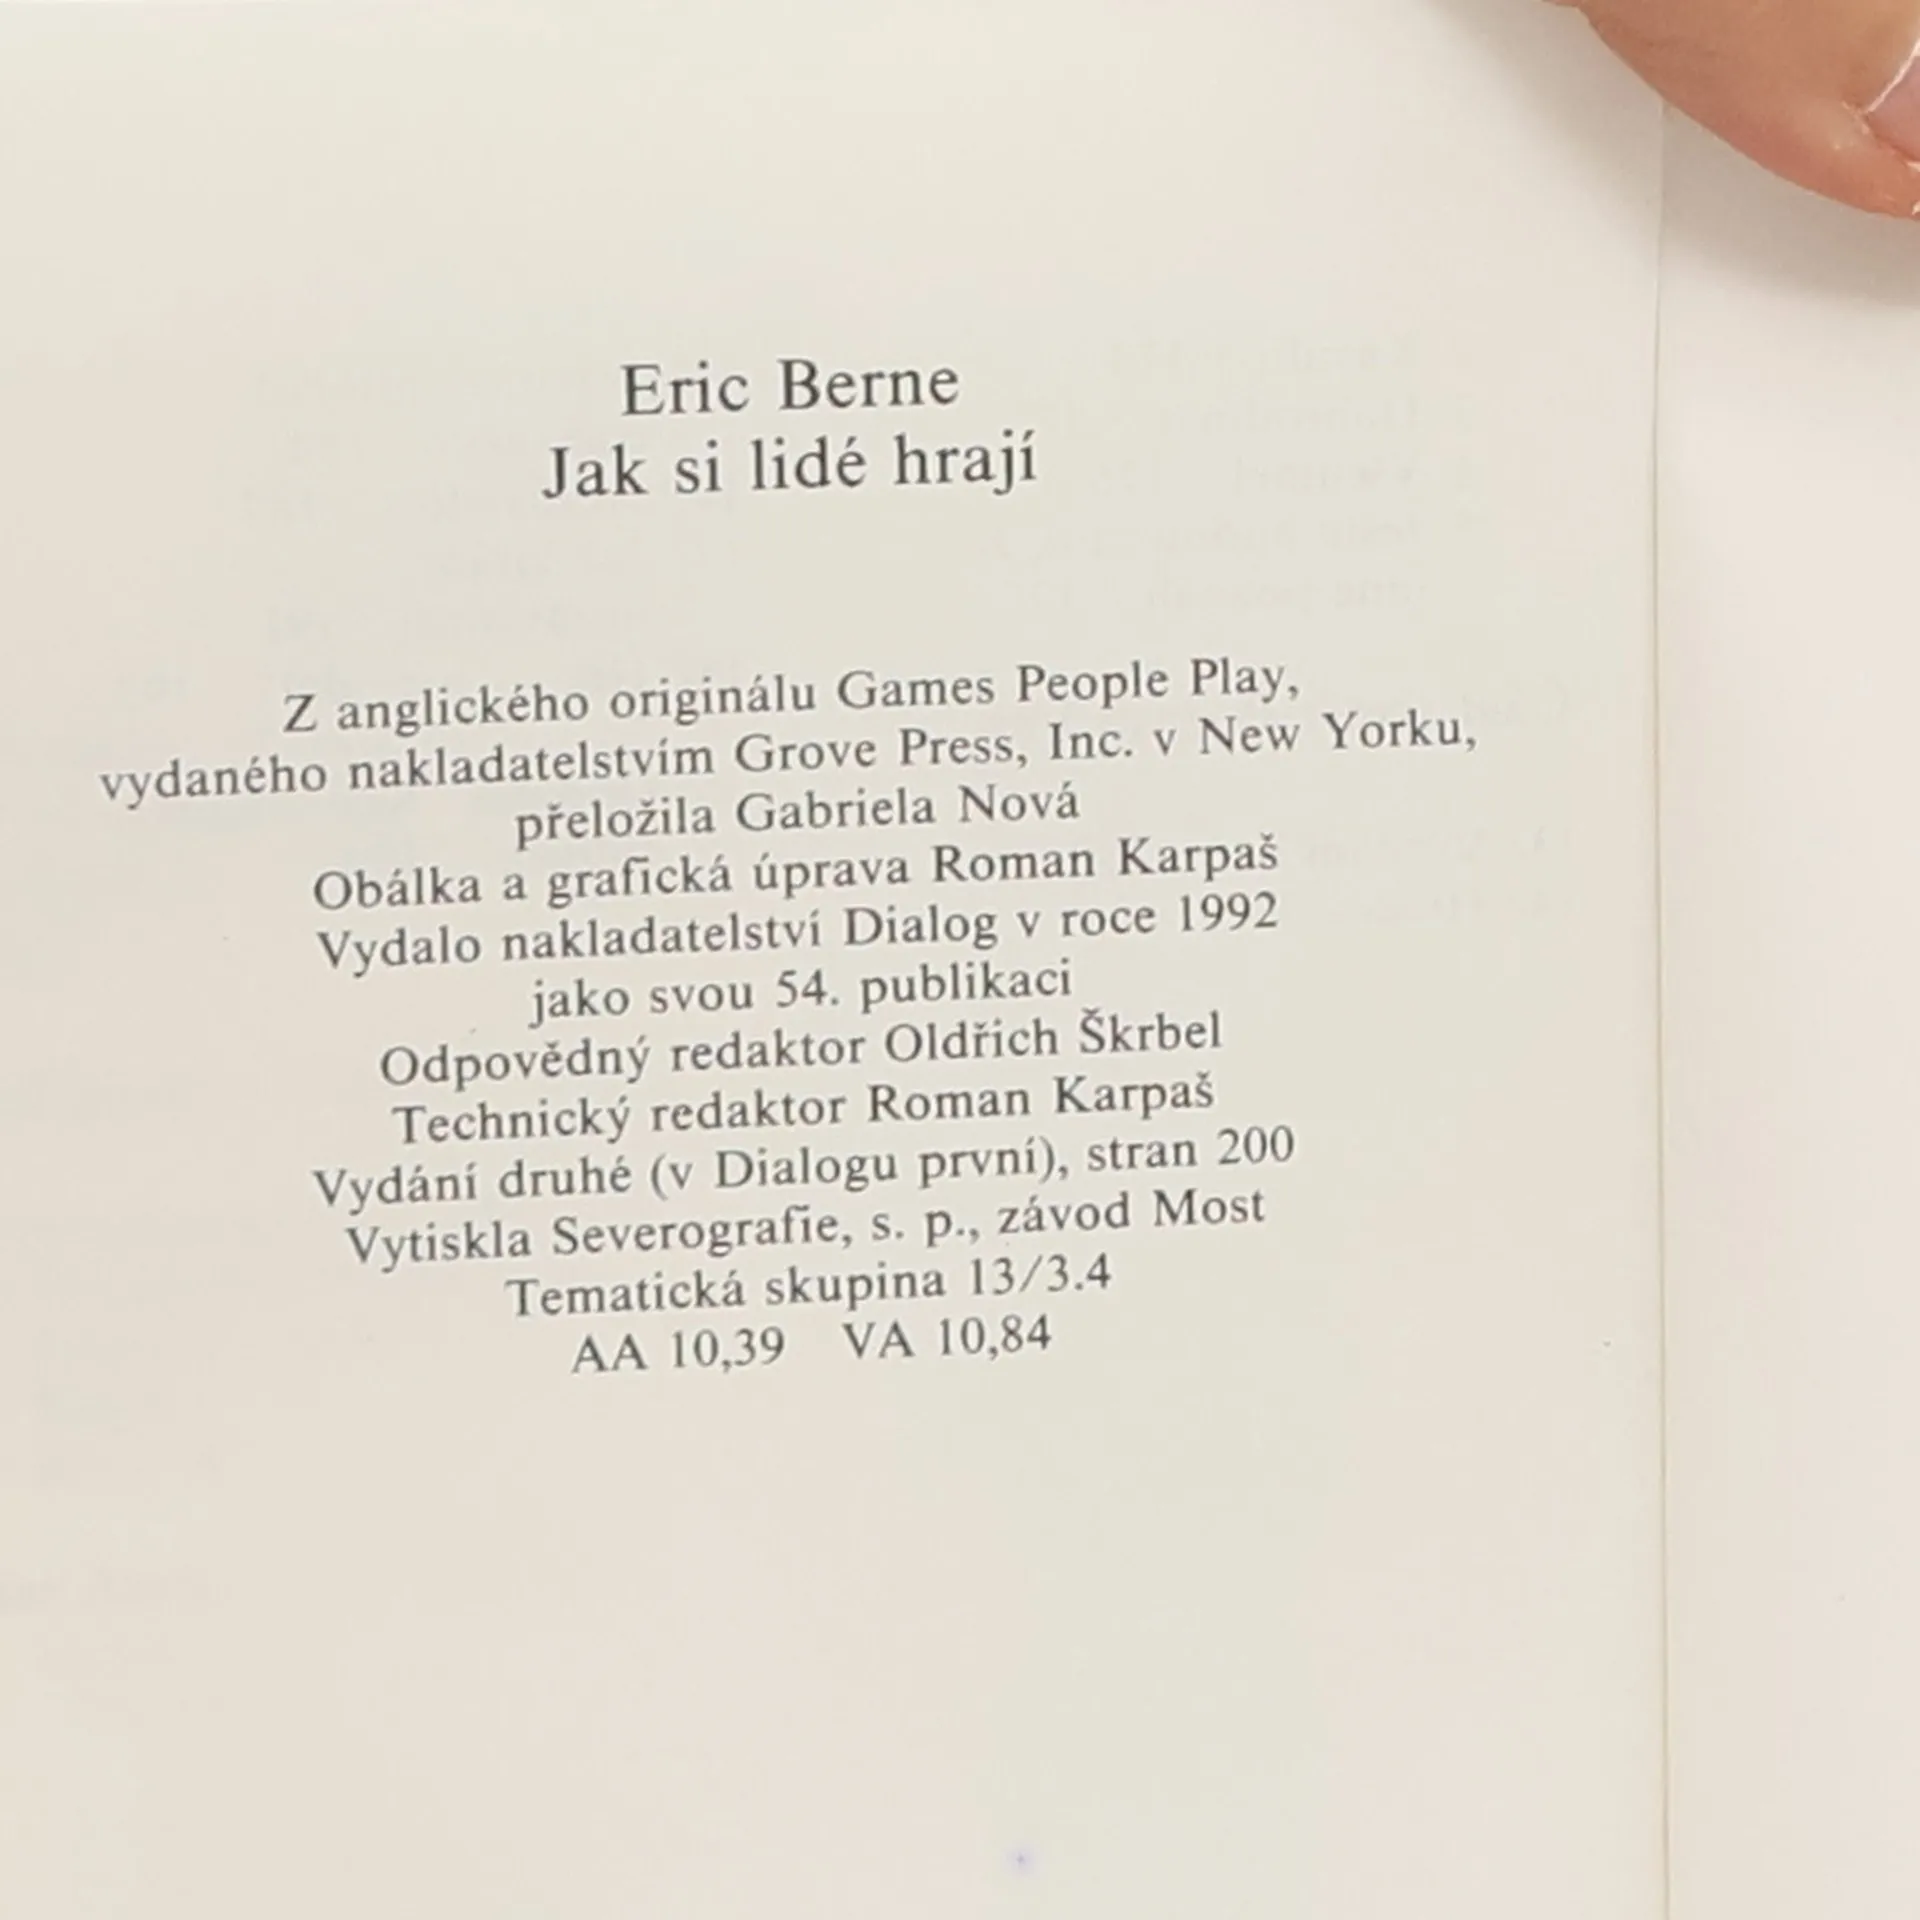 Eric Berne
Jak si lidé hrají
Z anglického originálu Games People Play,
vydaného nakladatelstvím Grove Press, Inc. v New Yorku,
přeložila Gabriela Nová
Obálka a grafická úprava Roman Karpaš
Vydalo nakladatelství Dialog v roce 1992
jako svou 54. publikaci
Odpovědný redaktor Oldřich Škrbel
Technický redaktor Roman Karpaš
Vydání druhé (v Dialogu první), stran 200
Vytiskla Severografie, s. p., závod Most
Tematická skupina 13/3.4
AA 10,39 VA 10,84